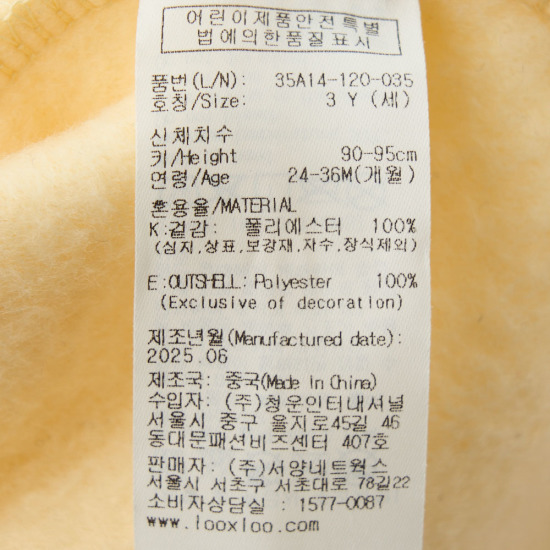 어린이제품안전특별
법에의한품질표시
품번(L/N): 35A14-120-035
호칭/Size: 3 Y (세)
신체치수
키/Height 90-95cm
연령/Age 24-36M(개월)
혼용율/MATERIAL
K:겉감: 폴리에스터 100%
(심지,상표,보강재,자수,장식제외)
E:OUTSHELL: Polyester 100%
(Exclusive of decoration)
제조년월(Manufactured date):
2025.06
제조국: 중국(Made In China)
수입자: (주)청운인터내셔널
서울시 중구 을지로45길 46
동대문패션비즈센터 407호
판매자: (주)서양네트웍스
서울시 서초구 서초대로 78길22
소비자상담실 : 1577-0087
www.looxloo.com